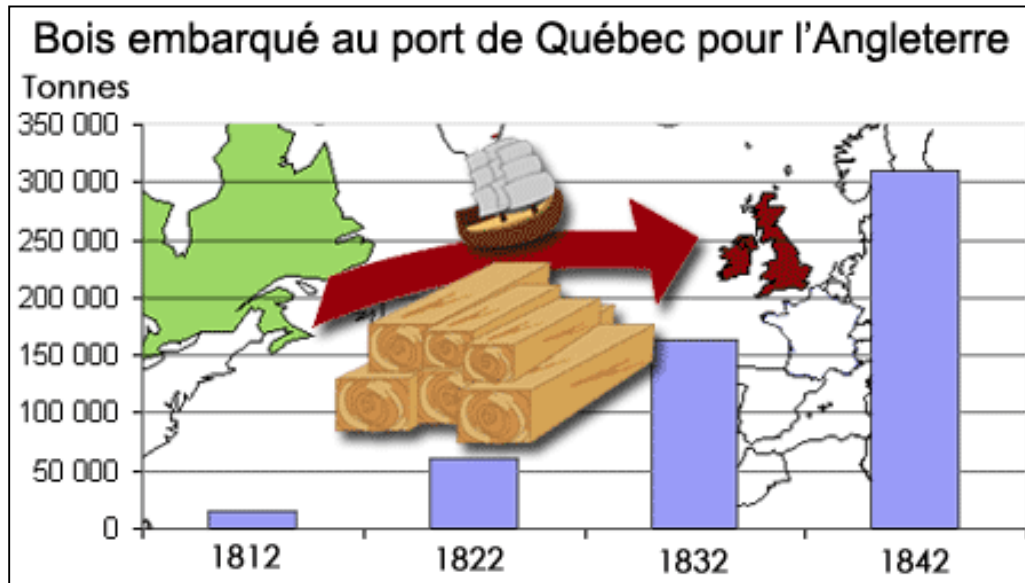 Bois embarqué au port de Québec pour l'Angleterre
Tonnes
350 000
300 000
250 000
200 000
150 000
100 000
50 000
0
1812 1822 1832 1842